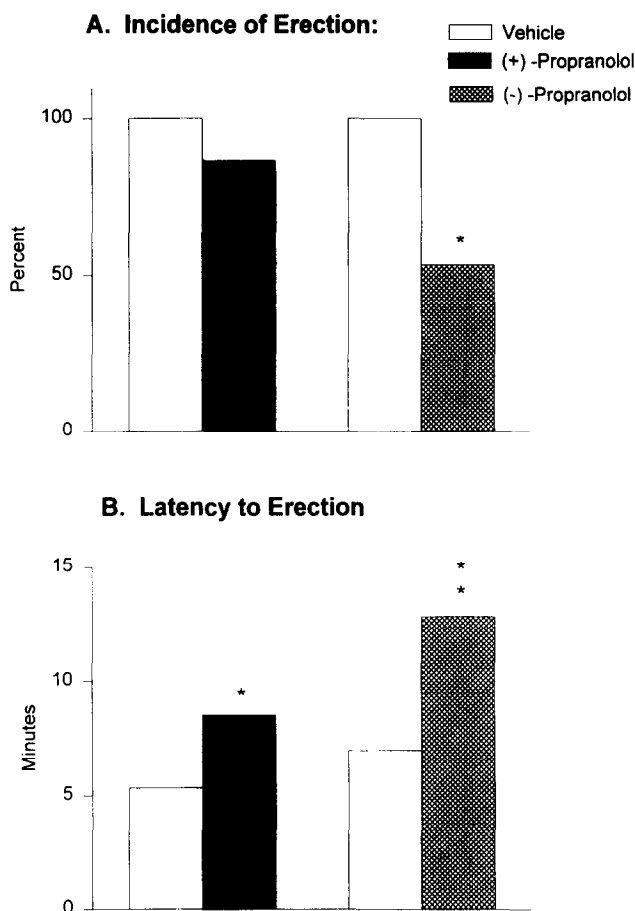 A. Incidence of Erection:
Vehicle
(+) -Propranolol
(-) -Propranolol
100
50
0
Percent
*
B. Latency to Erection
15
10
5
0
Minutes
*
*
*